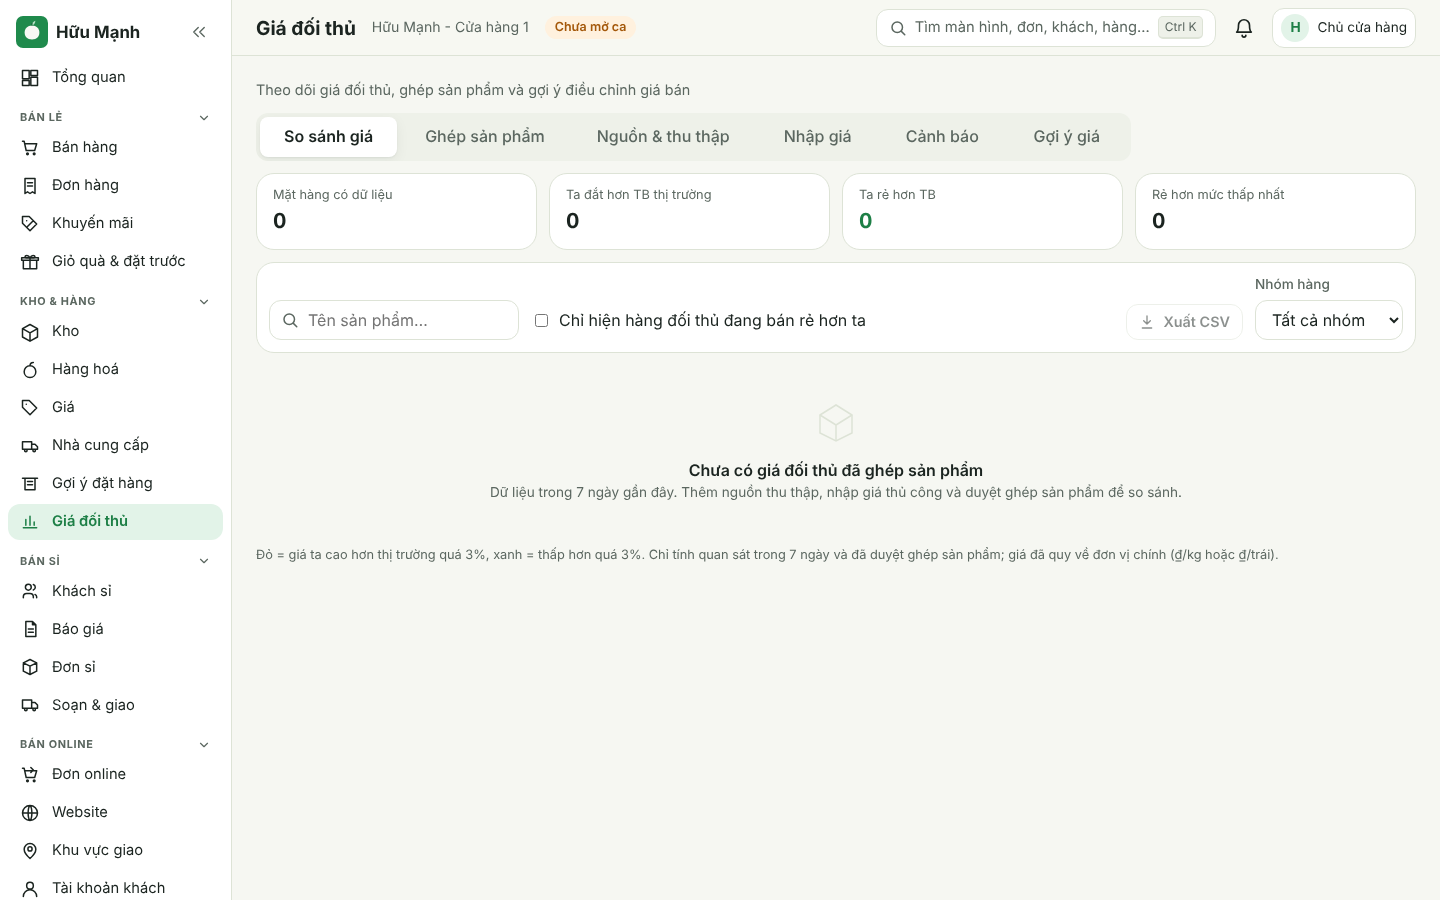 Hữu Mạnh
Tổng quan
BÁN LẺ
Bán hàng
Đơn hàng
Khuyến mãi
Giỏ quà & đặt trước
KHO & HÀNG
Kho
Hàng hoá
Giá
Nhà cung cấp
Gợi ý đặt hàng
Giá đối thủ
BÁN SỈ
Khách sỉ
Báo giá
Đơn sỉ
Soạn & giao
BÁN ONLINE
Đơn online
Website
Khu vực giao
Tài khoản khách
Giá đối thủ
Hữu Mạnh - Cửa hàng 1
Chưa mở ca
Tìm màn hình, đơn, khách, hàng...
Ctrl K
H
Chủ cửa hàng
Theo dõi giá đối thủ, ghép sản phẩm và gợi ý điều chỉnh giá bán
So sánh giá
Ghép sản phẩm
Nguồn & thu thập
Nhập giá
Cảnh báo
Gợi ý giá
Mặt hàng có dữ liệu
0
Ta đắt hơn TB thị trường
0
Ta rẻ hơn TB
0
Rẻ hơn mức thấp nhất
0
Tên sản phẩm...
Chỉ hiện hàng đối thủ đang bán rẻ hơn ta
Xuất CSV
Nhóm hàng
Tất cả nhóm
Chưa có giá đối thủ đã ghép sản phẩm
Dữ liệu trong 7 ngày gần đây. Thêm nguồn thu thập, nhập giá thủ công và duyệt ghép sản phẩm để so sánh.
Đỏ = giá ta cao hơn thị trường quá 3%, xanh = thấp hơn quá 3%. Chỉ tính quan sát trong 7 ngày và đã duyệt ghép sản phẩm; giá đã quy về đơn vị chính (₫/kg hoặc ₫/trái).